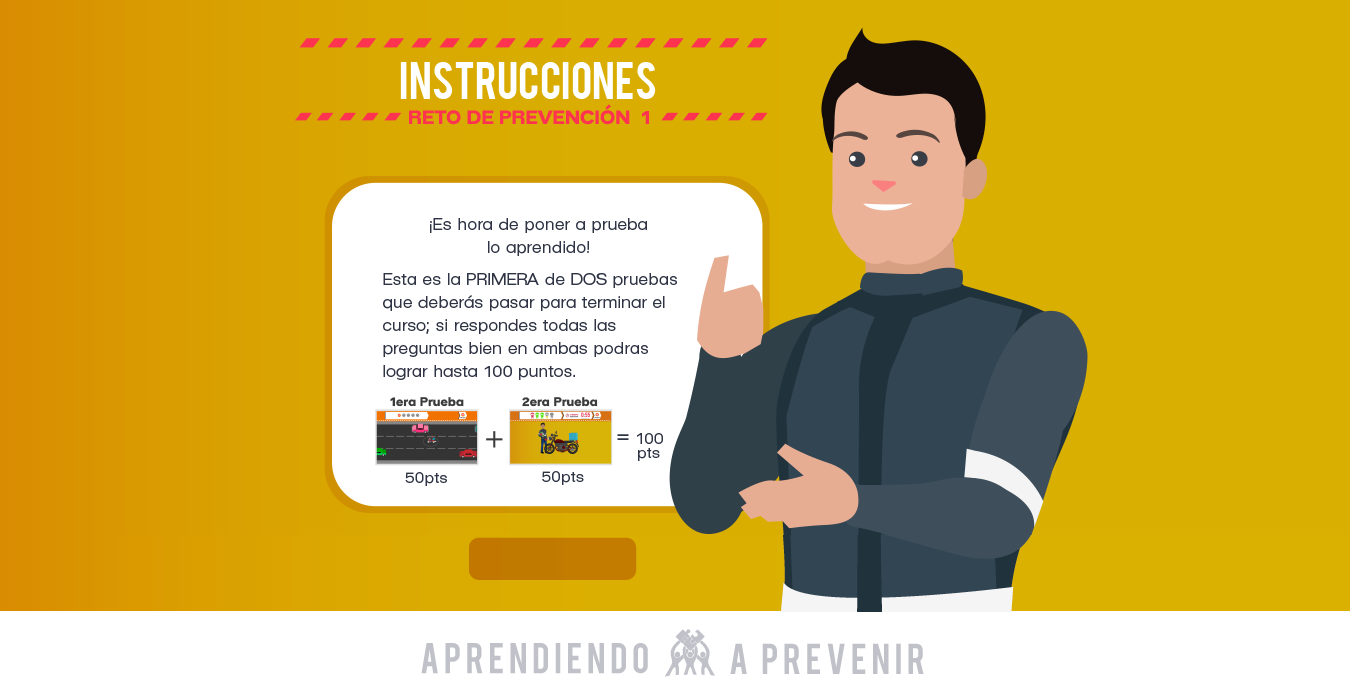 INSTRUCCIONES
RETO DE PREVENCIÓN 1
¡Es hora de poner a prueba
lo aprendido!
Esta es la PRIMERA de DOS pruebas
que deberás pasar para terminar el
curso; si respondes todas las
preguntas bien en ambas podras
lograr hasta 100 puntos.
1era Prueba
2era Prueba
+
= 100
pts
50pts
50pts
APRENDIENDO A PREVENIR